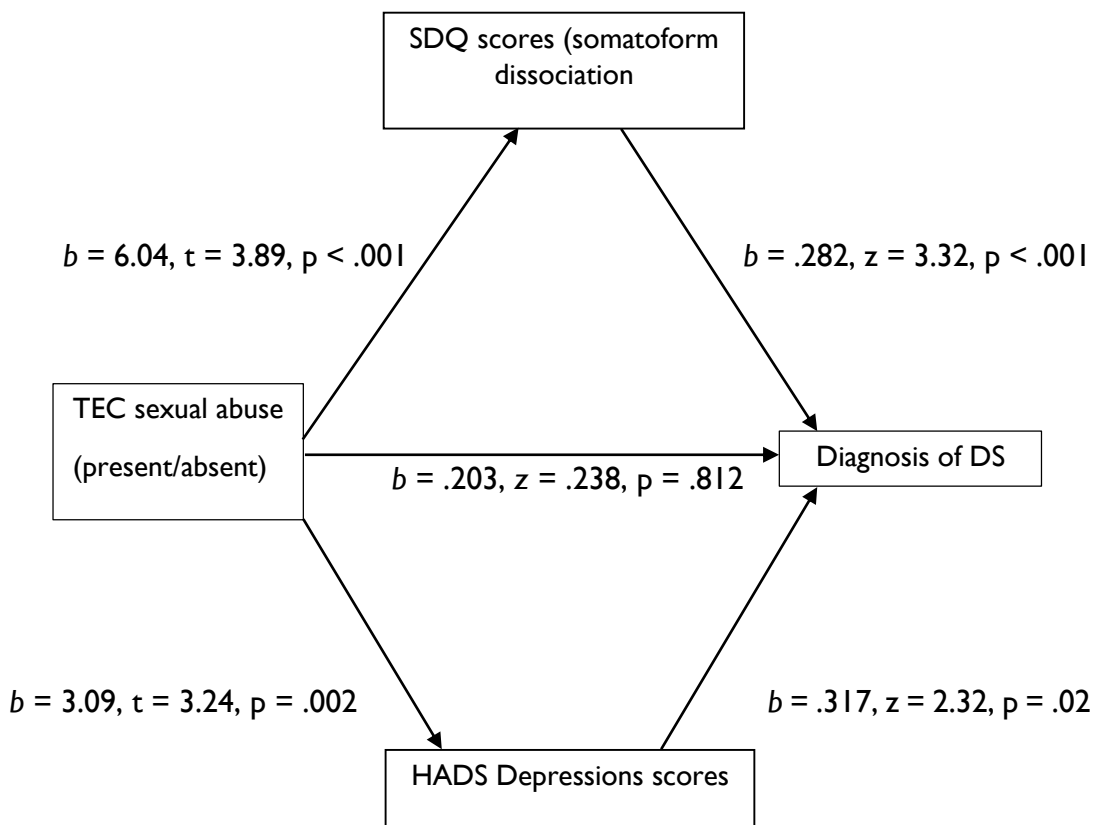 SDQ scores (somatoform
dissociation
b = 6.04, t = 3.89, p < .001
b = .282, z = 3.32, p < .001
TEC sexual abuse
(present/absent)
Diagnosis of DS
b = .203, z = .238, p = .812
b = 3.09, t = 3.24, p = .002
b = .317, z = 2.32, p = .02
HADS Depressions scores